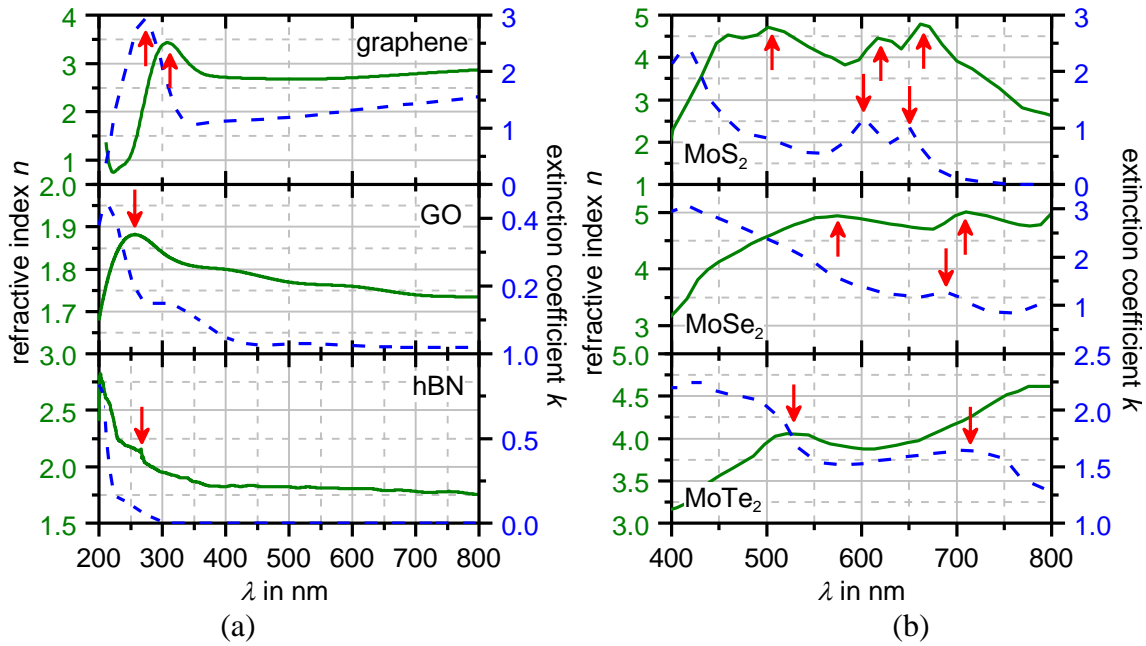 refractive index n
4
3
2
1
2.0
1.9
1.8
1.7
3.0
2.5
2.0
1.5
graphene
GO
hBN
3
2
1
0
0.4
0.2
1.0
0.5
0.0
extinction coefficient k
200 300 400 500 600 700 800
λ in nm
(a)
refractive index n
5
4
3
2
1
5
4
3
5.0
4.5
4.0
3.5
3.0
MoS₂
MoSe₂
MoTe₂
4
3
2
1
0
3
2
1
2.5
2.0
1.5
1.0
extinction coefficient k
400 500 600 700 800
λ in nm
(b)